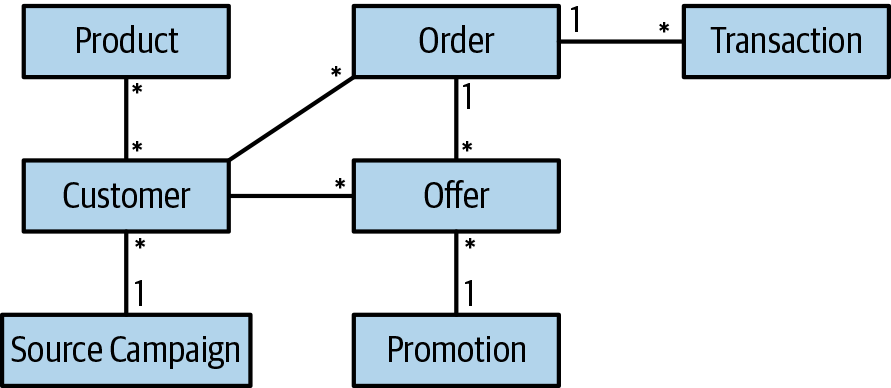 Product
Order
1
*
Transaction
*
*
1
*
*
Customer
*
Offer
*
1
*
1
Source Campaign
Promotion